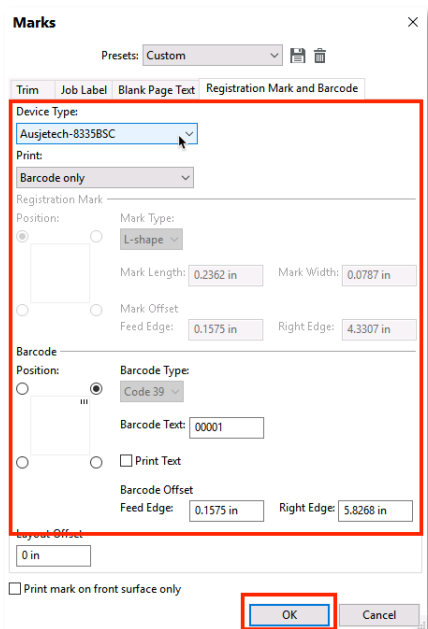 Marks
Presets: Custom
Trim Job Label Blank Page Text Registration Mark and Barcode
Device Type:
Ausjetech-8335BSC
Print:
Barcode only
Registration Mark
Position: Mark Type:
L-shape
Mark Length: 0.2362 in Mark Width: 0.0787 in
Mark Offset
Feed Edge: 0.1575 in Right Edge: 4.3307 in
Barcode
Position: Barcode Type:
Code 39
Barcode Text: 00001
Print Text
Barcode Offset
Feed Edge: 0.1575 in Right Edge: 5.8268 in
Layout Offset
0 in
Print mark on front surface only
OK Cancel